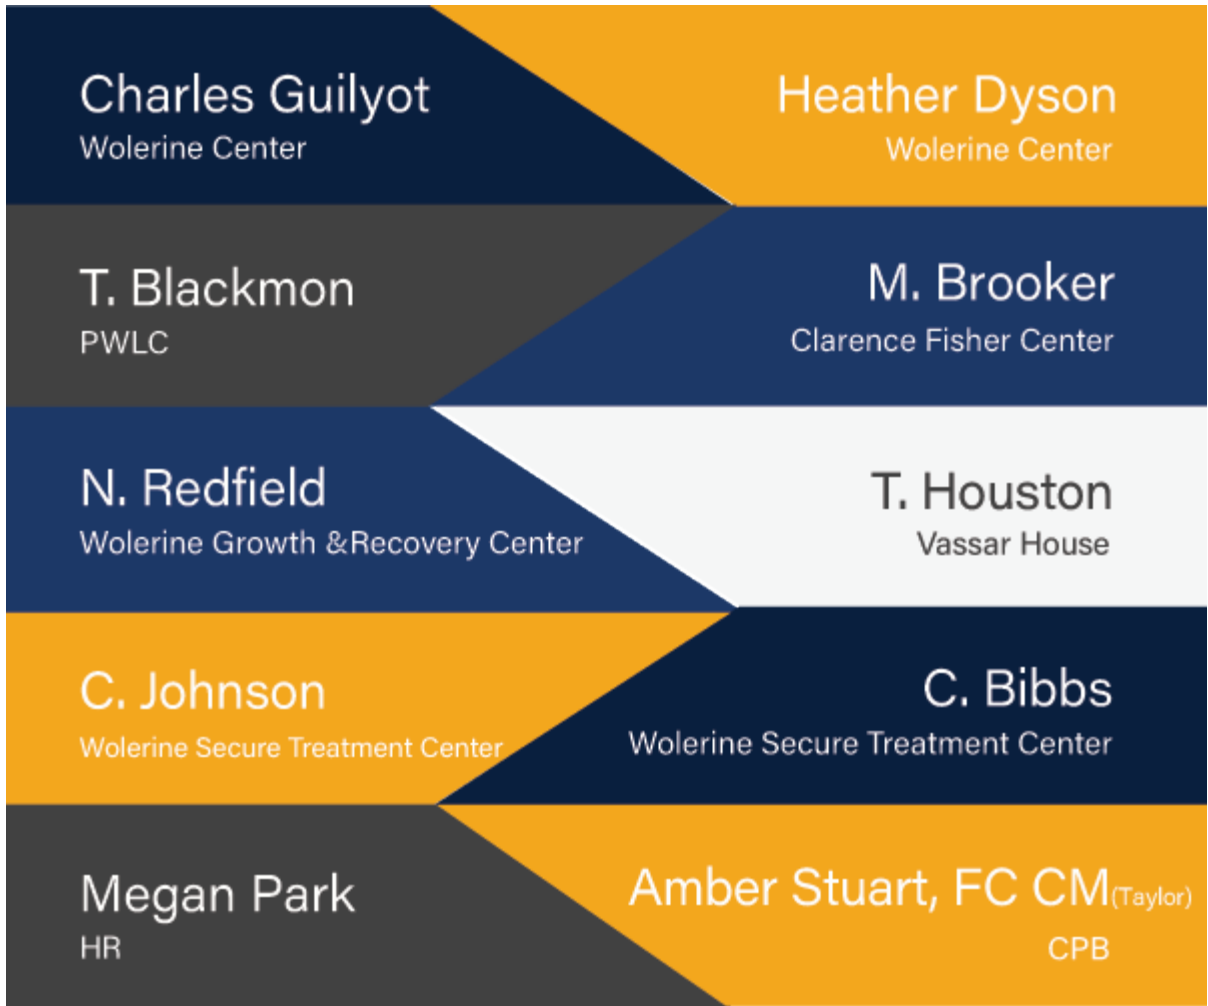 Charles Guilyot
Wolerine Center
Heather Dyson
Wolerine Center
T. Blackmon
PWLC
M. Brooker
Clarence Fisher Center
N. Redfield
Wolerine Growth &Recovery Center
T. Houston
Vassar House
C. Johnson
Wolerine Secure Treatment Center
C. Bibbs
Wolerine Secure Treatment Center
Megan Park
HR
Amber Stuart, FC CM(Taylor)
CPB